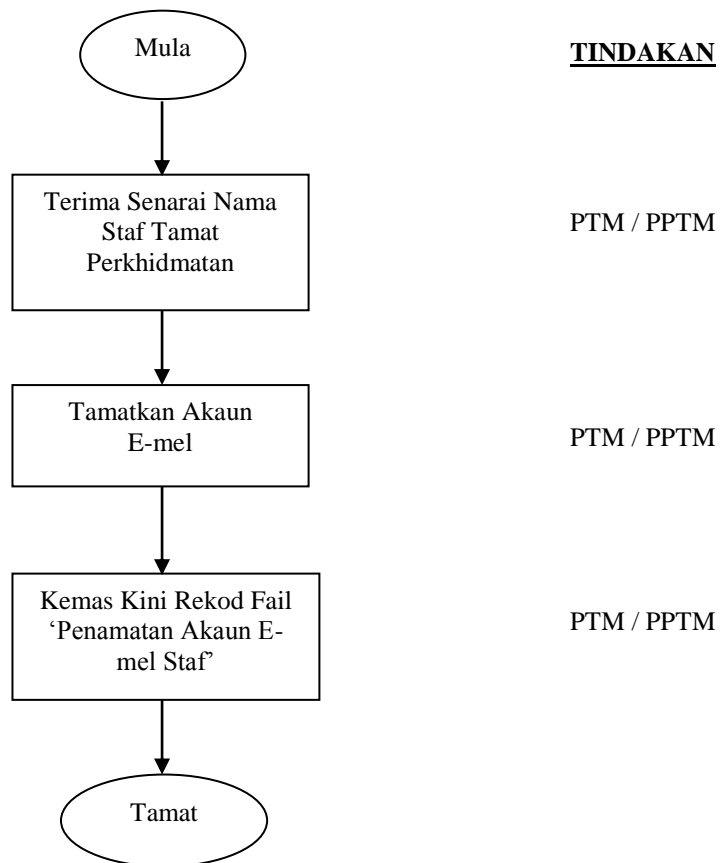 Mula
TINDAKAN
Terima Senarai Nama
Staf Tamat
Perkhidmatan
PTM / PPTM
Tamatkan Akaun
E-mel
PTM / PPTM
Kemas Kini Rekod Fail
‘Penamatan Akaun E-
mel Staf’
PTM / PPTM
Tamat